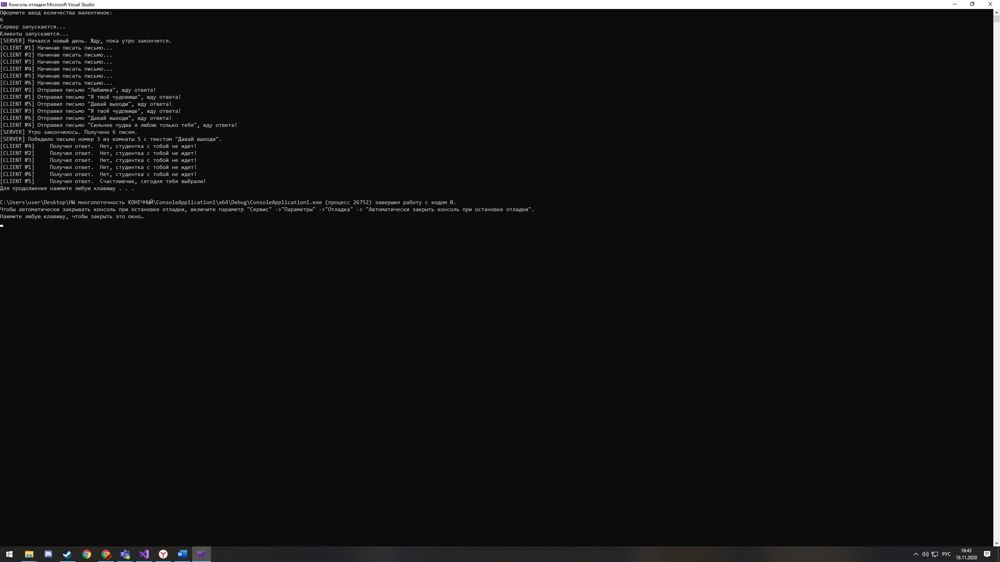 Консоль отладки Microsoft Visual Studio
Оформите ввод количества валентинок:
6
Сервер запускается...
Клиенты запускаются...
[SERVER] Начался новый день. Жду, пока утро закончится.
[CLIENT №1] Начинаю писать письмо...
[CLIENT №2] Начинаю писать письмо...
[CLIENT №3] Начинаю писать письмо...
[CLIENT №4] Начинаю писать письмо...
[CLIENT №5] Начинаю писать письмо...
[CLIENT №6] Начинаю писать письмо...
[CLIENT №2] Отправил письмо "Любимка", жду ответа!
[CLIENT №1] Отправил письмо "Я твоё чудовище", жду ответа!
[CLIENT №5] Отправил письмо "Давай выходи", жду ответа!
[CLIENT №3] Отправил письмо "Я твоё чудовище", жду ответа!
[CLIENT №6] Отправил письмо "Давай выходи", жду ответа!
[CLIENT №4] Отправил письмо "Сильнее пуджа я люблю только тебя", жду ответа!
[SERVER] Утро закончилось. Получено 6 писем.
[SERVER] Победило письмо номер 3 из комнаты 5 с текстом "Давай выходи".
[CLIENT №4]     Получил ответ.  Нет, студентка с тобой не идет!
[CLIENT №2]     Получил ответ.  Нет, студентка с тобой не идет!
[CLIENT №3]     Получил ответ.  Нет, студентка с тобой не идет!
[CLIENT №1]     Получил ответ.  Нет, студентка с тобой не идет!
[CLIENT №6]     Получил ответ.  Нет, студентка с тобой не идет!
[CLIENT №5]     Получил ответ.  Счастливчик, сегодня тебя выбрали!
Для продолжения нажмите любую клавишу . . .
C:\Users\user\Desktop\HW многопоточность КОНЕЧНЫЙ\ConsoleApplication1\x64\Debug\ConsoleApplication1.exe (процесс 26752) завершил работу с кодом 0.
Чтобы автоматически закрывать консоль при остановке отладки, включите параметр "Сервис" ->"Параметры" ->"Отладка" -> "Автоматически закрыть консоль при остановке отладки".
Нажмите любую клавишу, чтобы закрыть это окно…
РУС
18:43
18.11.2020